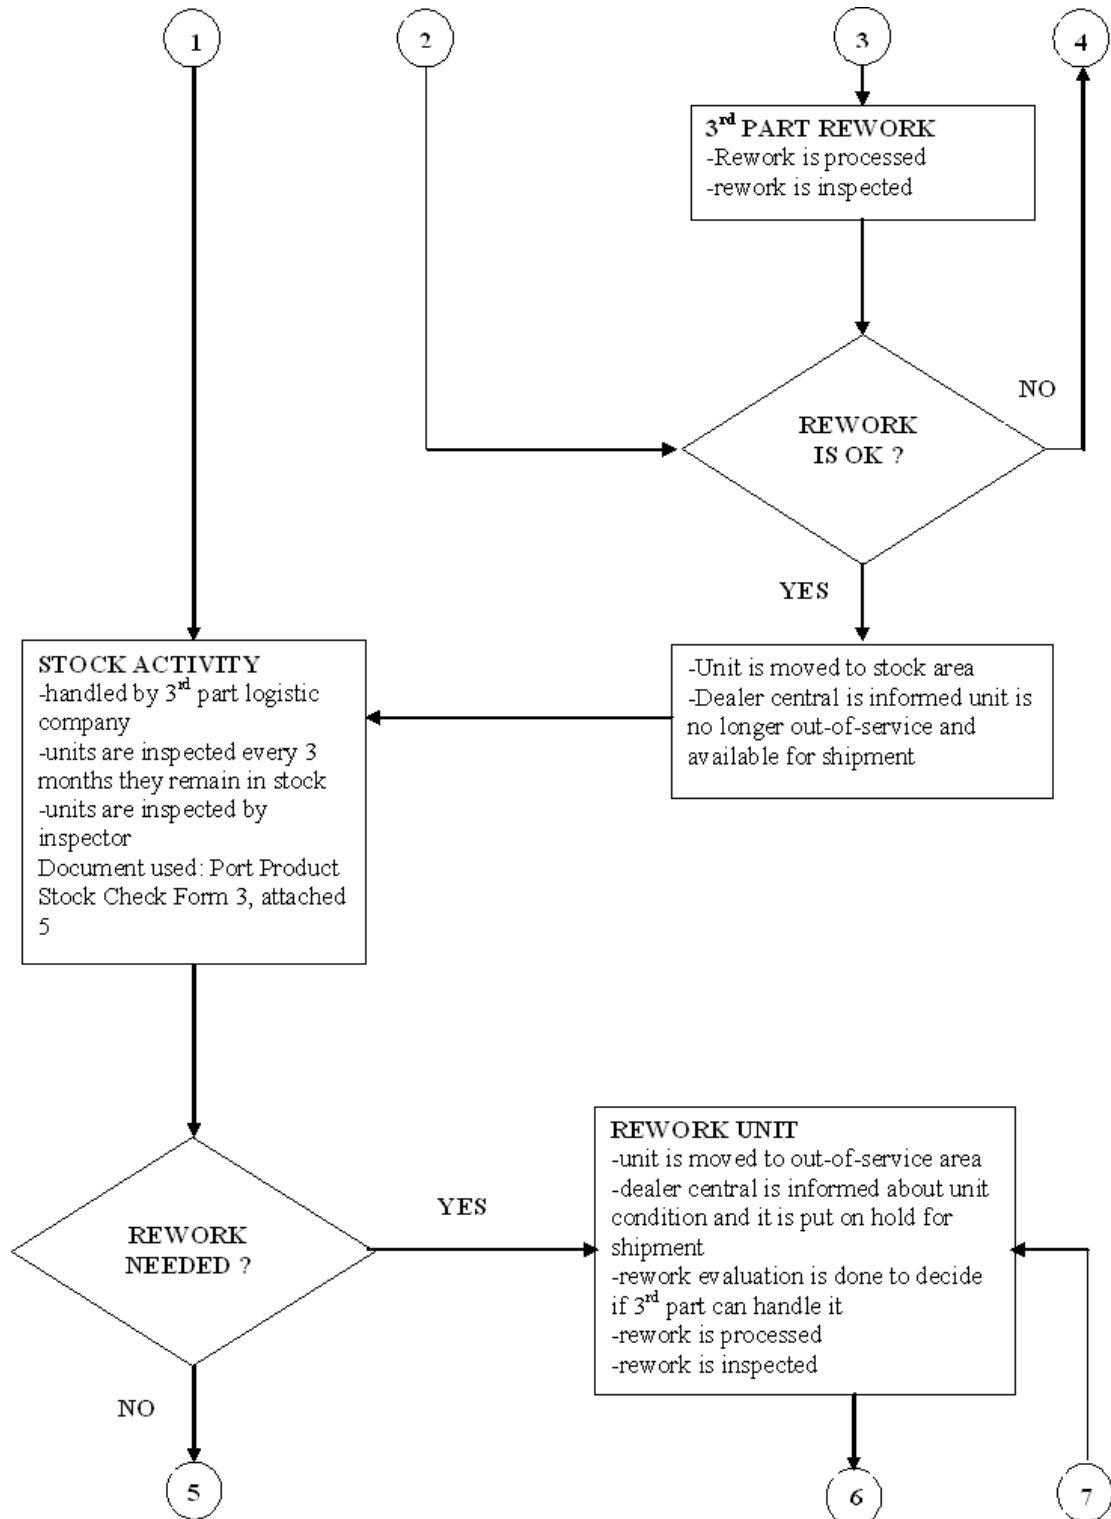 1
2
3
4
3rd PART REWORK
-Rework is processed
-rework is inspected
REWORK
IS OK ?
NO
YES
-Unit is moved to stock area
-Dealer central is informed unit is
no longer out-of-service and
available for shipment
STOCK ACTIVITY
-handled by 3rd part logistic
company
-units are inspected every 3
months they remain in stock
-units are inspected by
inspector
Document used: Port Product
Stock Check Form 3, attached
5
REWORK
NEEDED ?
YES
NO
REWORK UNIT
-unit is moved to out-of-service area
-dealer central is informed about unit
condition and it is put on hold for
shipment
-rework evaluation is done to decide
if 3rd part can handle it
-rework is processed
-rework is inspected
5
6
7